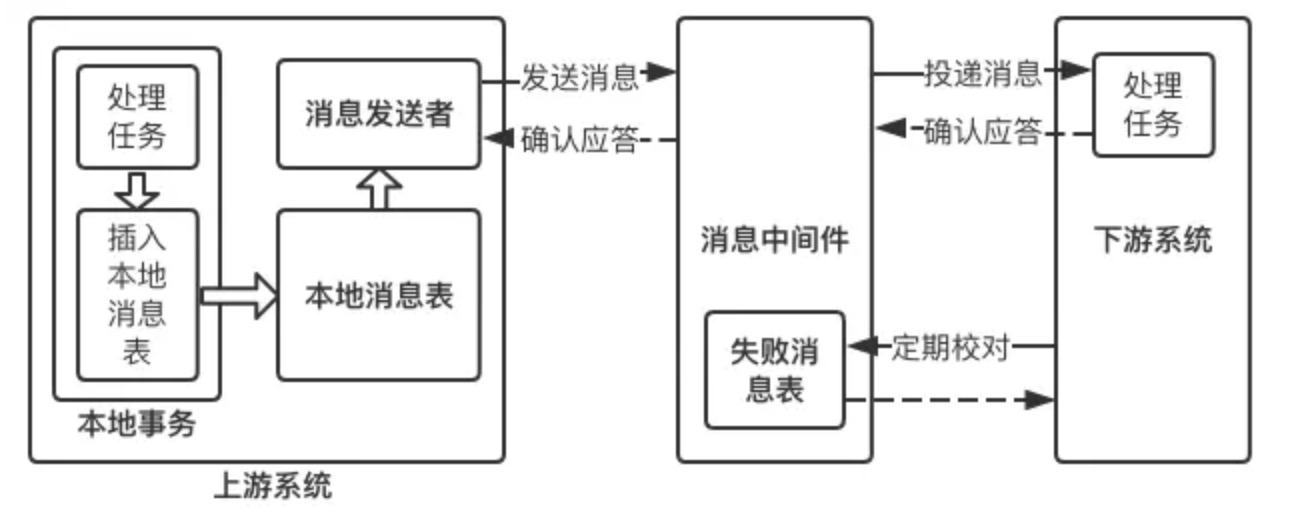 处理
任务
插入
本地
消息
表
本地事务
消息发送者
本地消息表
上游系统
发送消息
确认应答
消息中间件
失败消
息表
投递消息
确认应答
定期校对
处理
任务
下游系统